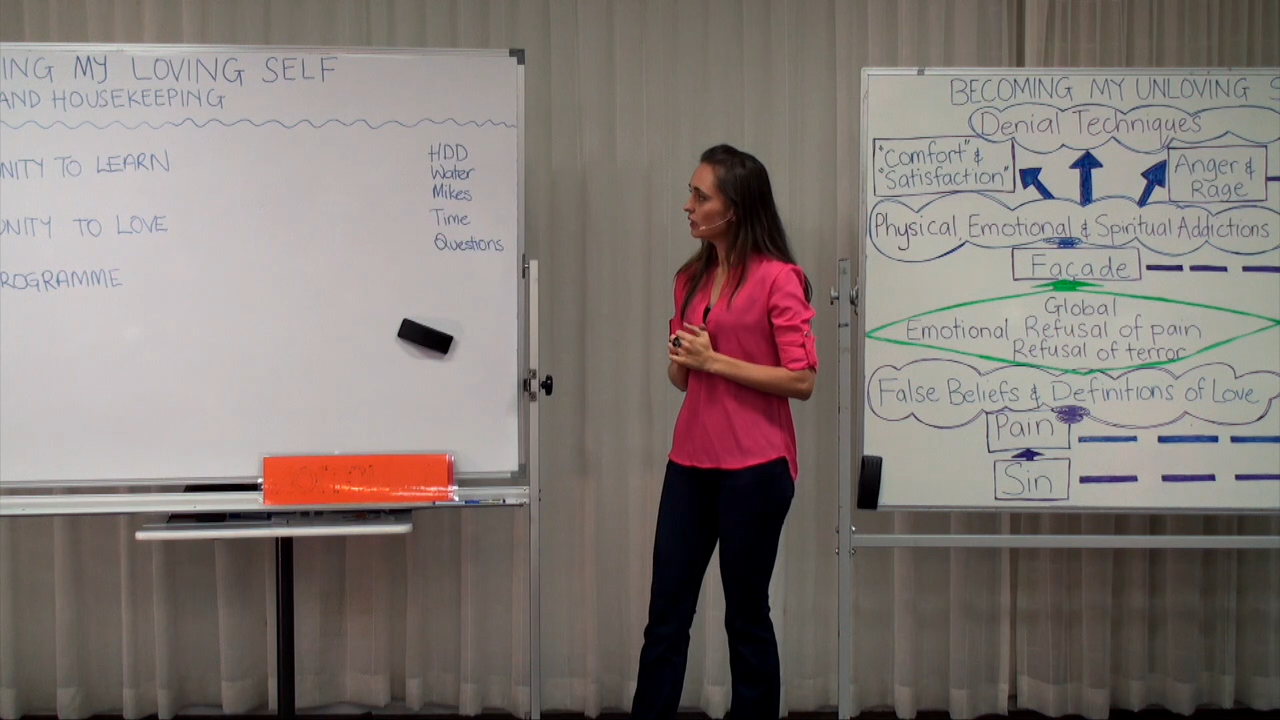 ING MY LOVING SELF
AND HOUSEKEEPING
NITY TO LEARN
NITY TO LOVE
ROGRAMME
HDD
Water
Mikes
Time
Questions
BECOMING MY UNLOVING S
Denial Techniques
"Comfort" &
"Satisfaction"
Anger &
Rage
Physical, Emotional & Spiritual Addictions
Façade
Global
Emotional Refusal of pain
Refusal of terror
False Beliefs & Definitions of Love
Pain
Sin